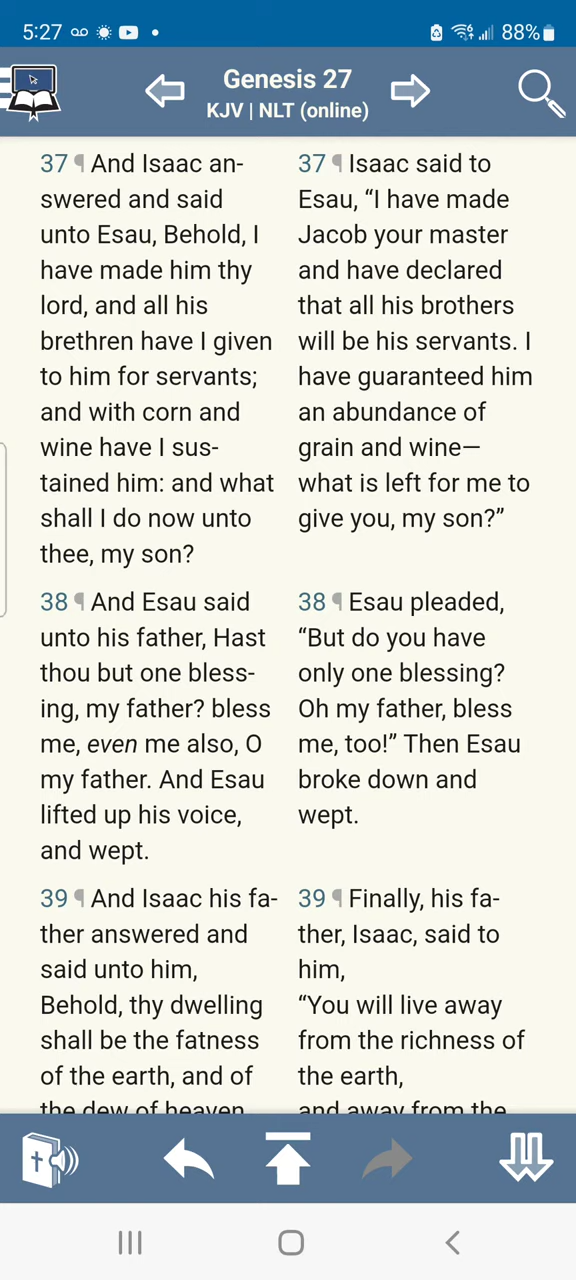 5:27 88%
Genesis 27
KJV | NLT (online)
37 ¶ And Isaac an-
swered and said
unto Esau, Behold, I
have made him thy
lord, and all his
brethren have I given
to him for servants;
and with corn and
wine have I sus-
tained him: and what
shall I do now unto
thee, my son?
38 ¶ And Esau said
unto his father, Hast
thou but one bless-
ing, my father? bless
me, even me also, O
my father. And Esau
lifted up his voice,
and wept.
39 ¶ And Isaac his fa-
ther answered and
said unto him,
Behold, thy dwelling
shall be the fatness
of the earth, and of
the dew of heaven
37 ¶ Isaac said to
Esau, “I have made
Jacob your master
and have declared
that all his brothers
will be his servants. I
have guaranteed him
an abundance of
grain and wine—
what is left for me to
give you, my son?”
38 ¶ Esau pleaded,
“But do you have
only one blessing?
Oh my father, bless
me, too!” Then Esau
broke down and
wept.
39 ¶ Finally, his fa-
ther, Isaac, said to
him,
“You will live away
from the richness of
the earth,
and away from the